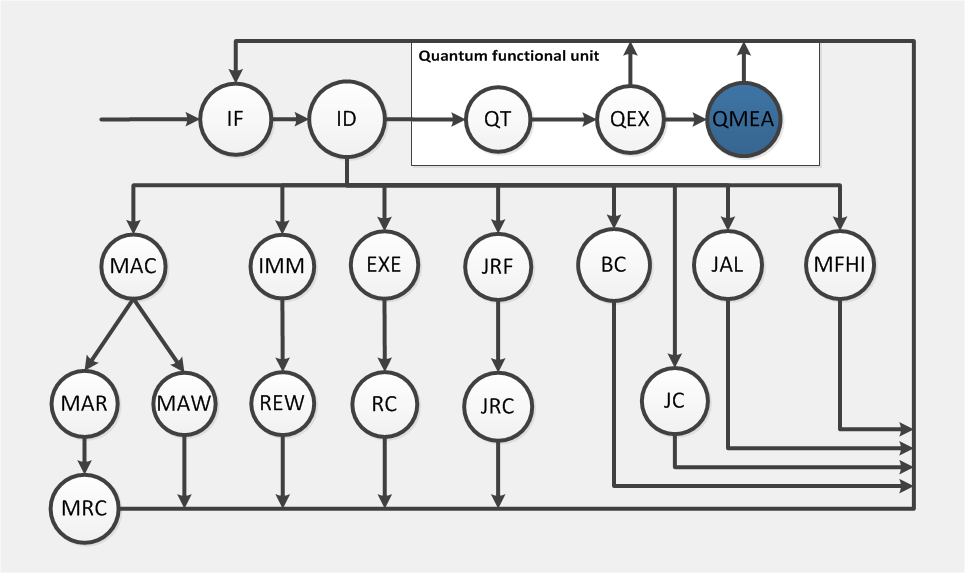 Quantum functional unit
IF
ID
QT
QEX
QMEA
MAC
IMM
EXE
JRF
BC
JAL
MFHI
MAR
MAW
REW
RC
JRC
JC
MRC